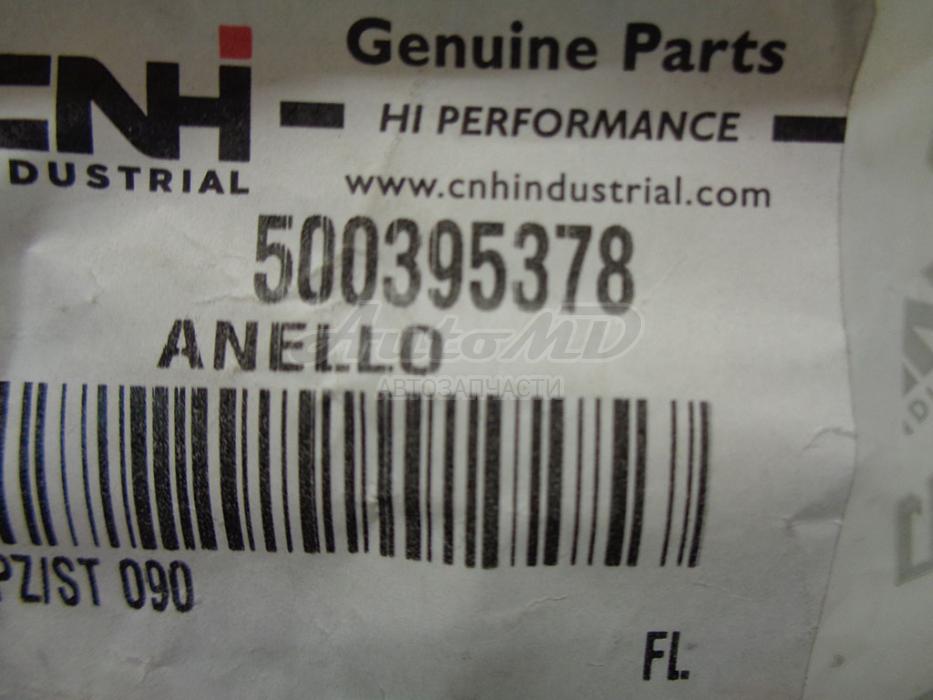 CNH
INDUSTRIAL
Genuine Parts
HI PERFORMANCE
www.cnhindustrial.com
500395378
ANELLO
AutoMD
АВТОЗАПЧАСТИ
PZ/ST 090
FL.